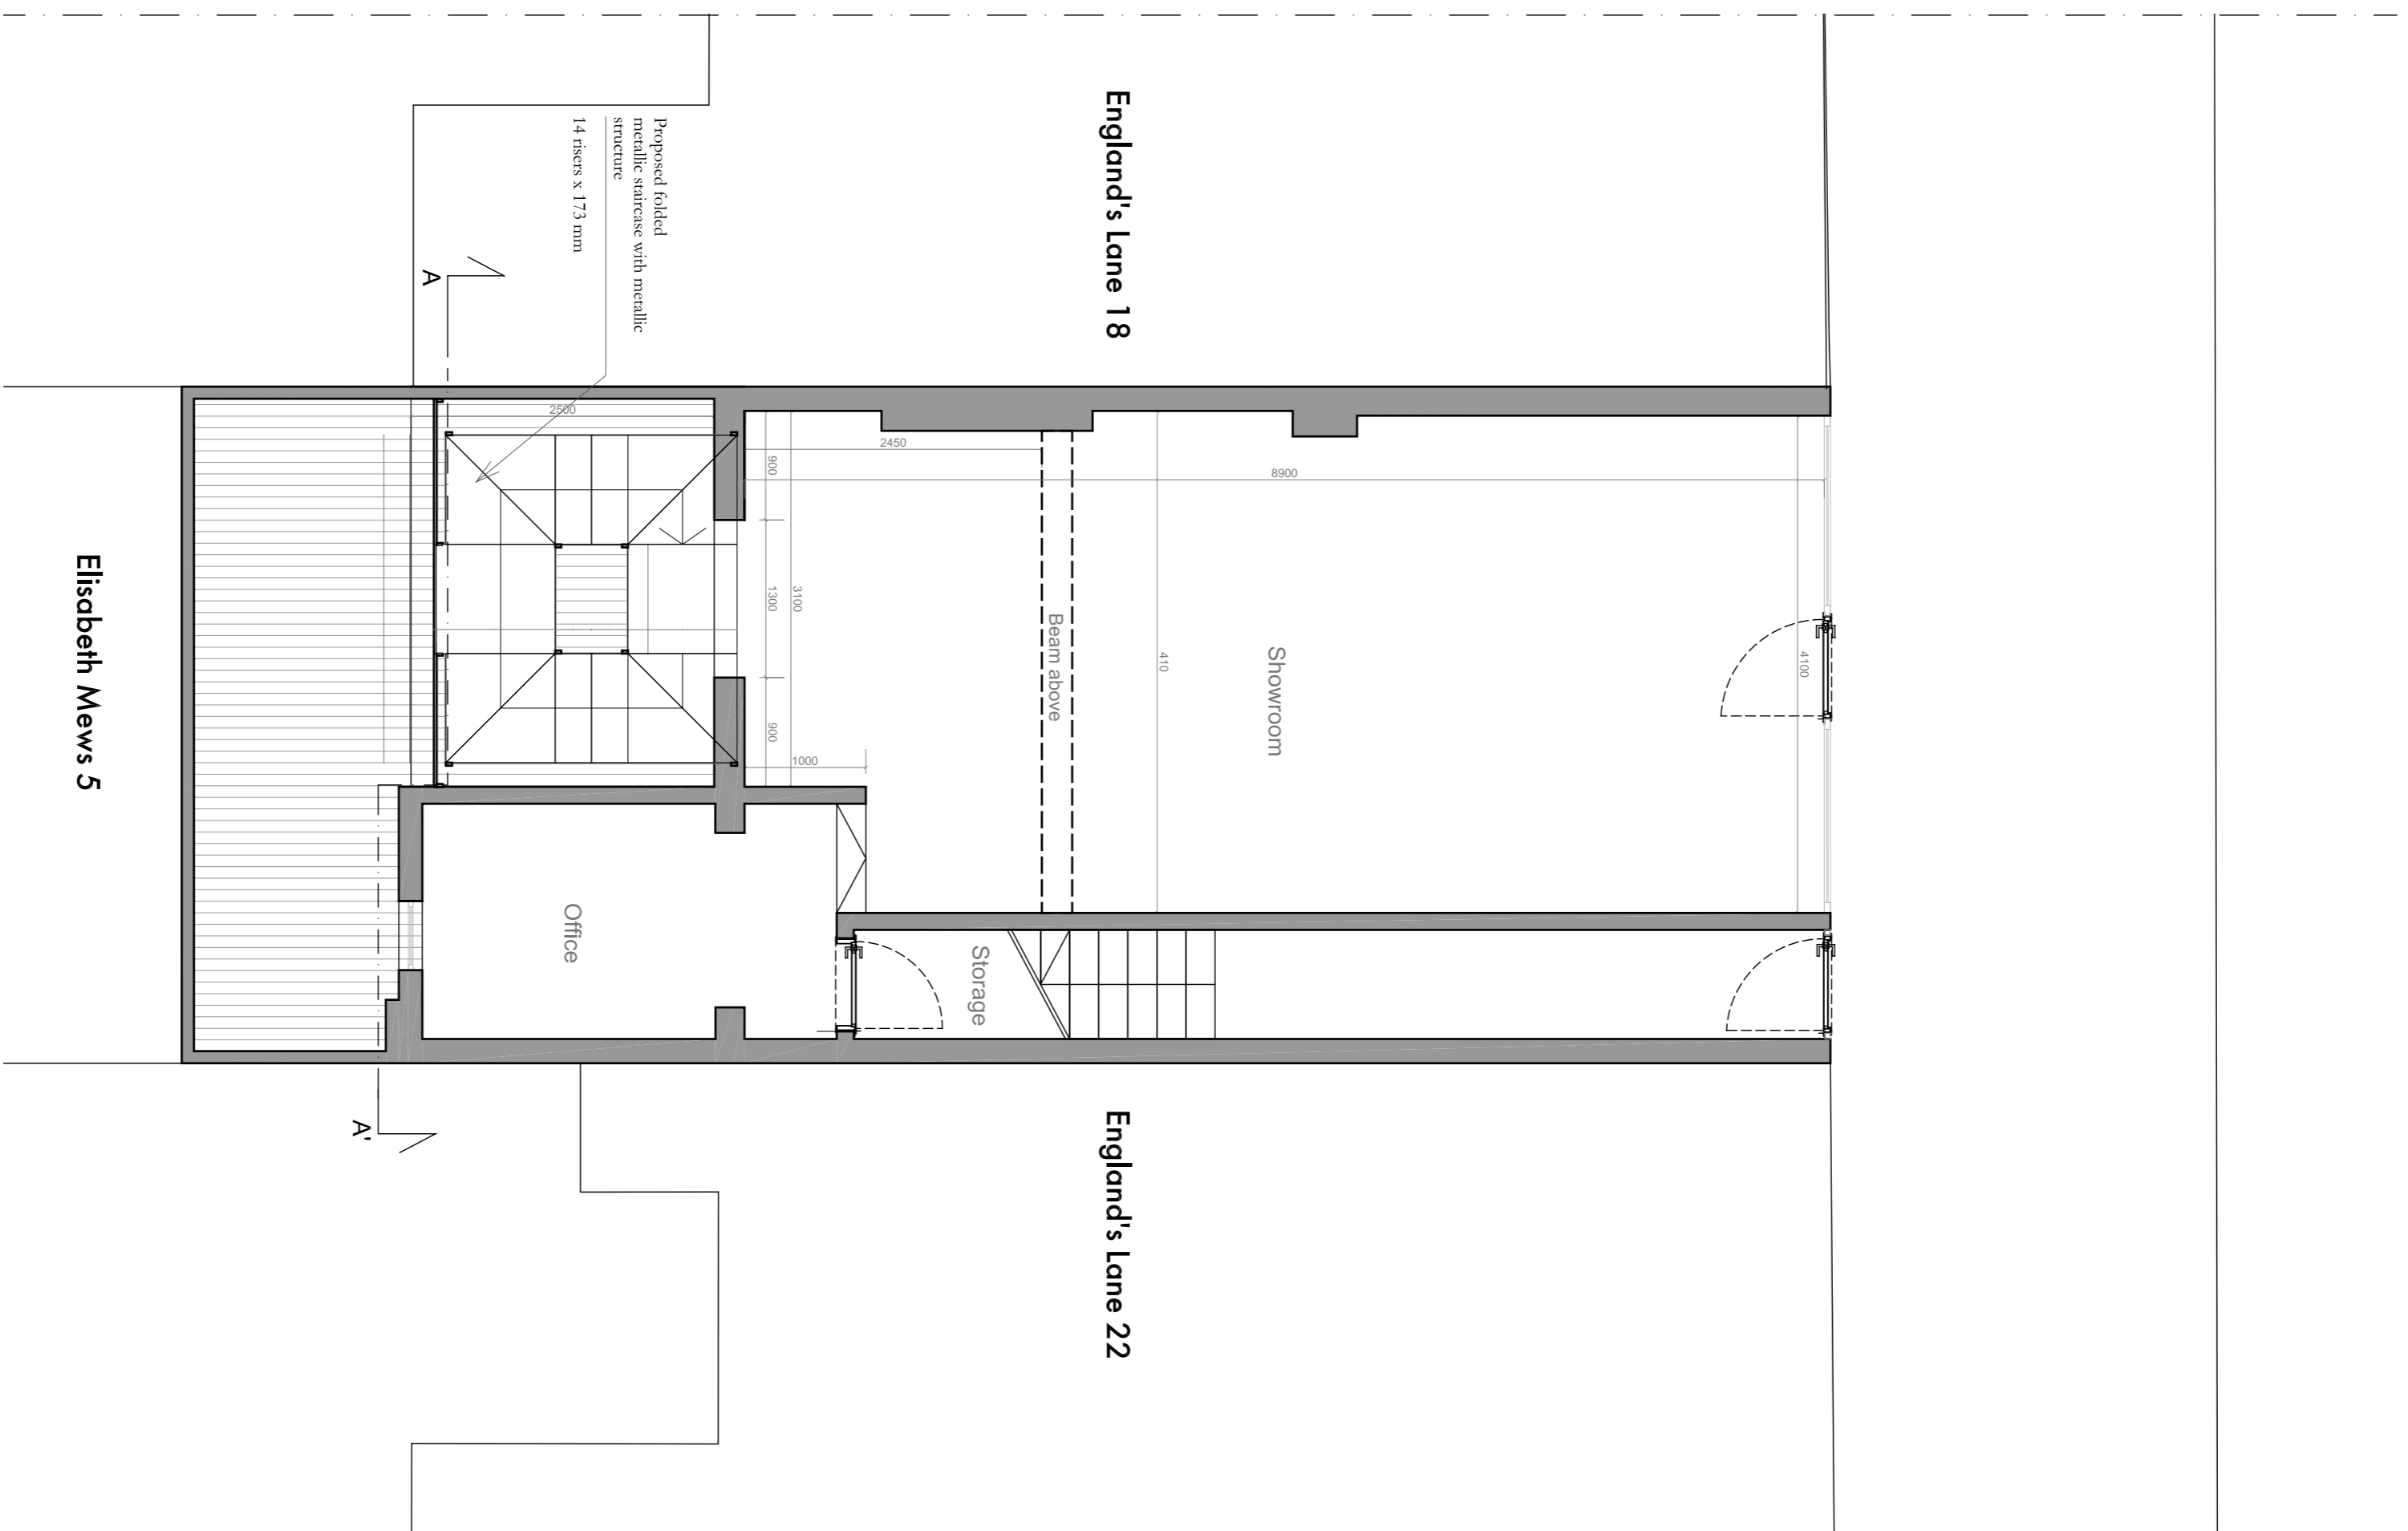 England's Lane 18
Proposed folded
metallic staircase with metallic
structure
14 risers x 173 mm
A
2500
2450
8900
900
1300
3100
900
1000
410
4100
Beam above
Showroom
Elisabeth Mews 5
Office
Storage
A'
England's Lane 22